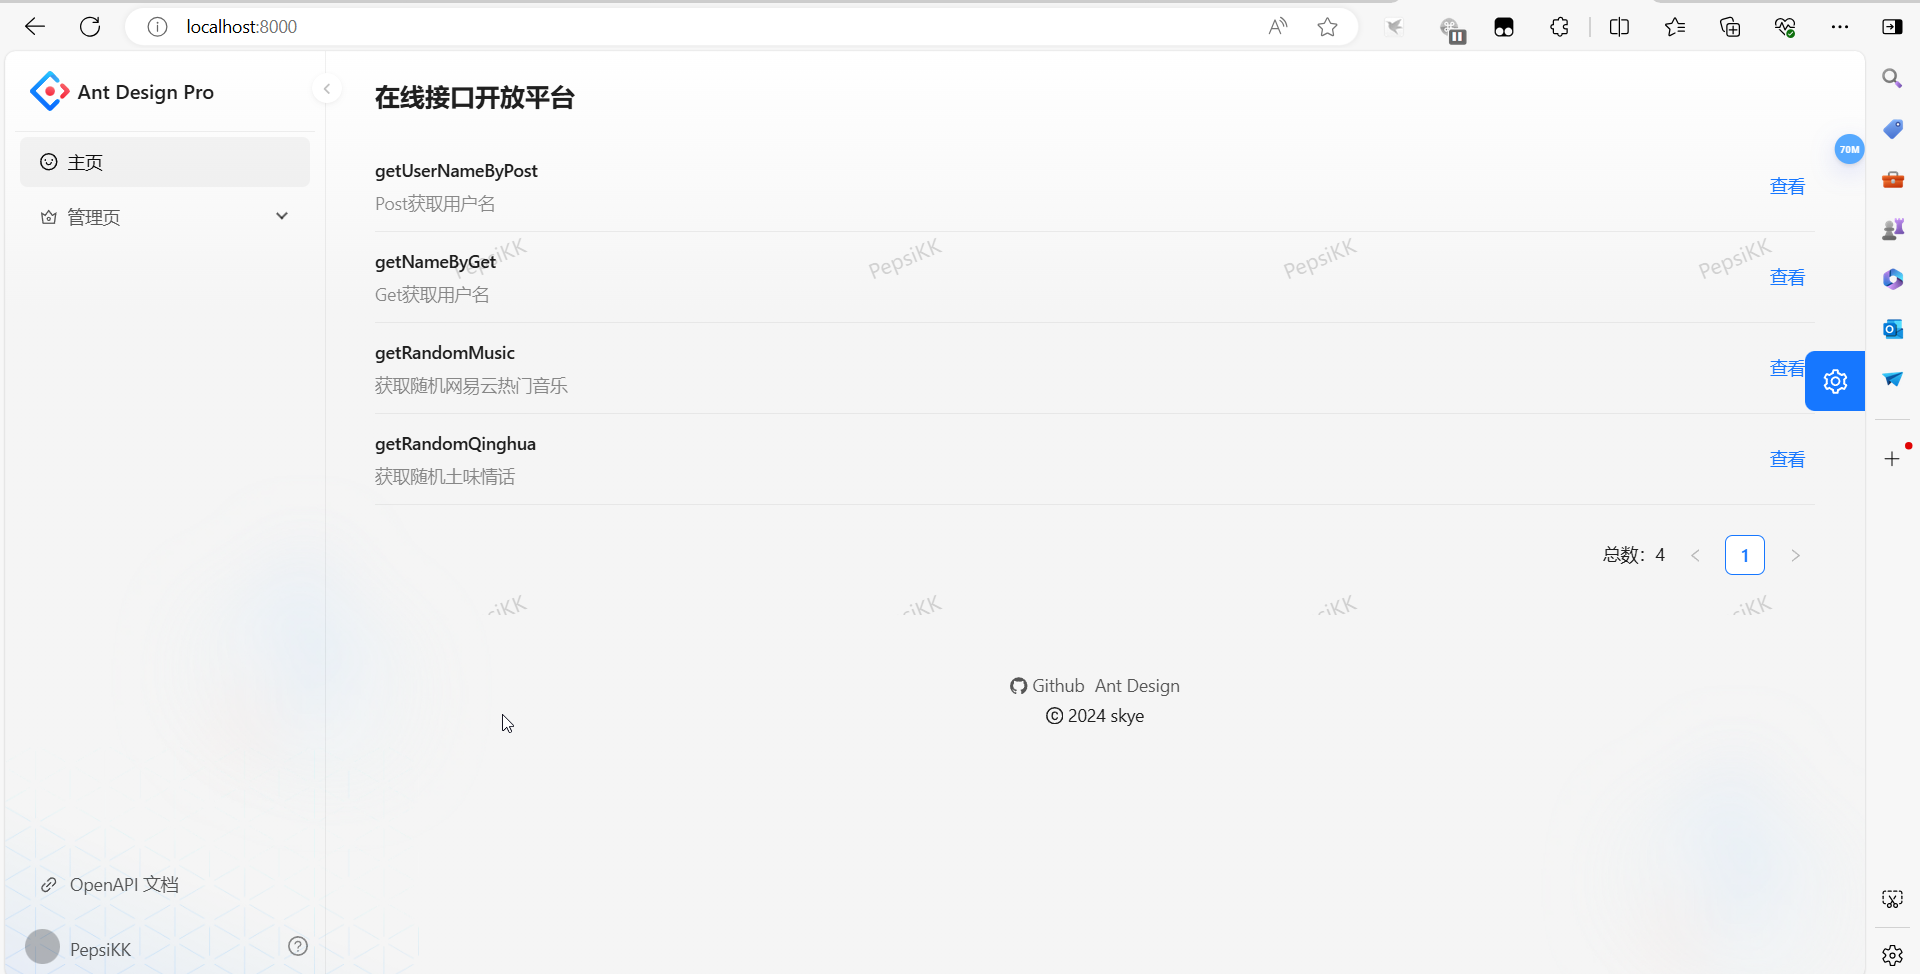 localhost:8000
Ant Design Pro
主页
管理页
在线接口开放平台
getUserNameByPost
Post获取用户名
查看
PepsiKK PepsiKK PepsiKK PepsiKK
getNameByGet
Get获取用户名
查看
getRandomMusic
获取随机网易云热门音乐
查看
getRandomQinghua
获取随机土味情话
查看
70M
总数：4
1
siKK siKK siKK siKK
Github Ant Design
© 2024 skye
OpenAPI 文档
PepsiKK